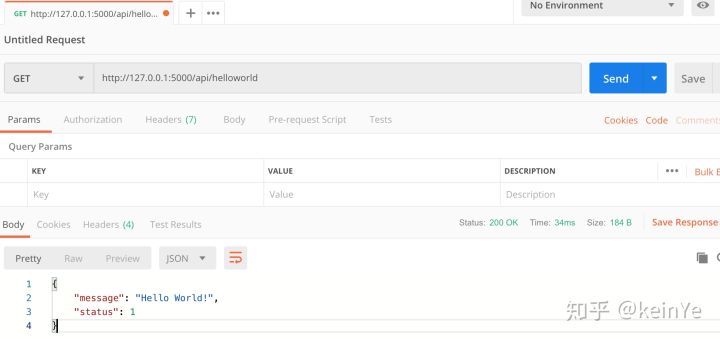 GET http://127.0.0.1:5000/api/hello... + ••• No Environment
Untitled Request
GET http://127.0.0.1:5000/api/helloworld Send Save
Params Authorization Headers (7) Body Pre-request Script Tests Cookies Code Comments
Query Params
KEY VALUE DESCRIPTION ••• Bulk E
Key Value Description
Body Cookies Headers (4) Test Results Status: 200 OK Time: 34ms Size: 184 B Save Response
Pretty Raw Preview JSON
1 {
2 "message": "Hello World!",
3 "status": 1
4 }
知乎 @keinYe